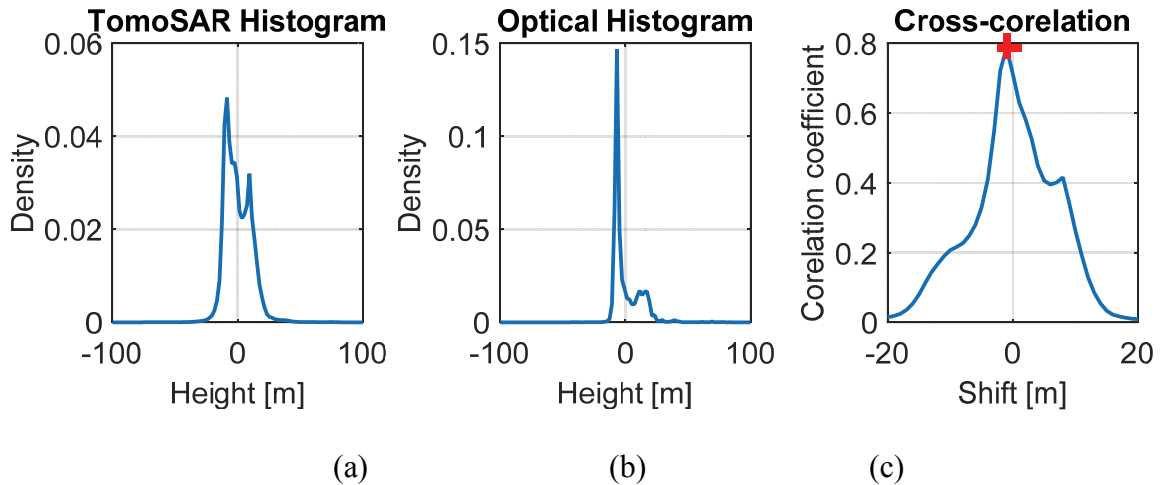 TomoSAR Histogram
Density
0.06
0.04
0.02
0
-100 0 100
Height [m]
Optical Histogram
Density
0.15
0.1
0.05
0
-100 0 100
Height [m]
Cross-corelation
Corelation coefficient
0.8
0.6
0.4
0.2
0
-20 0 20
Shift [m]
(a) (b) (c)